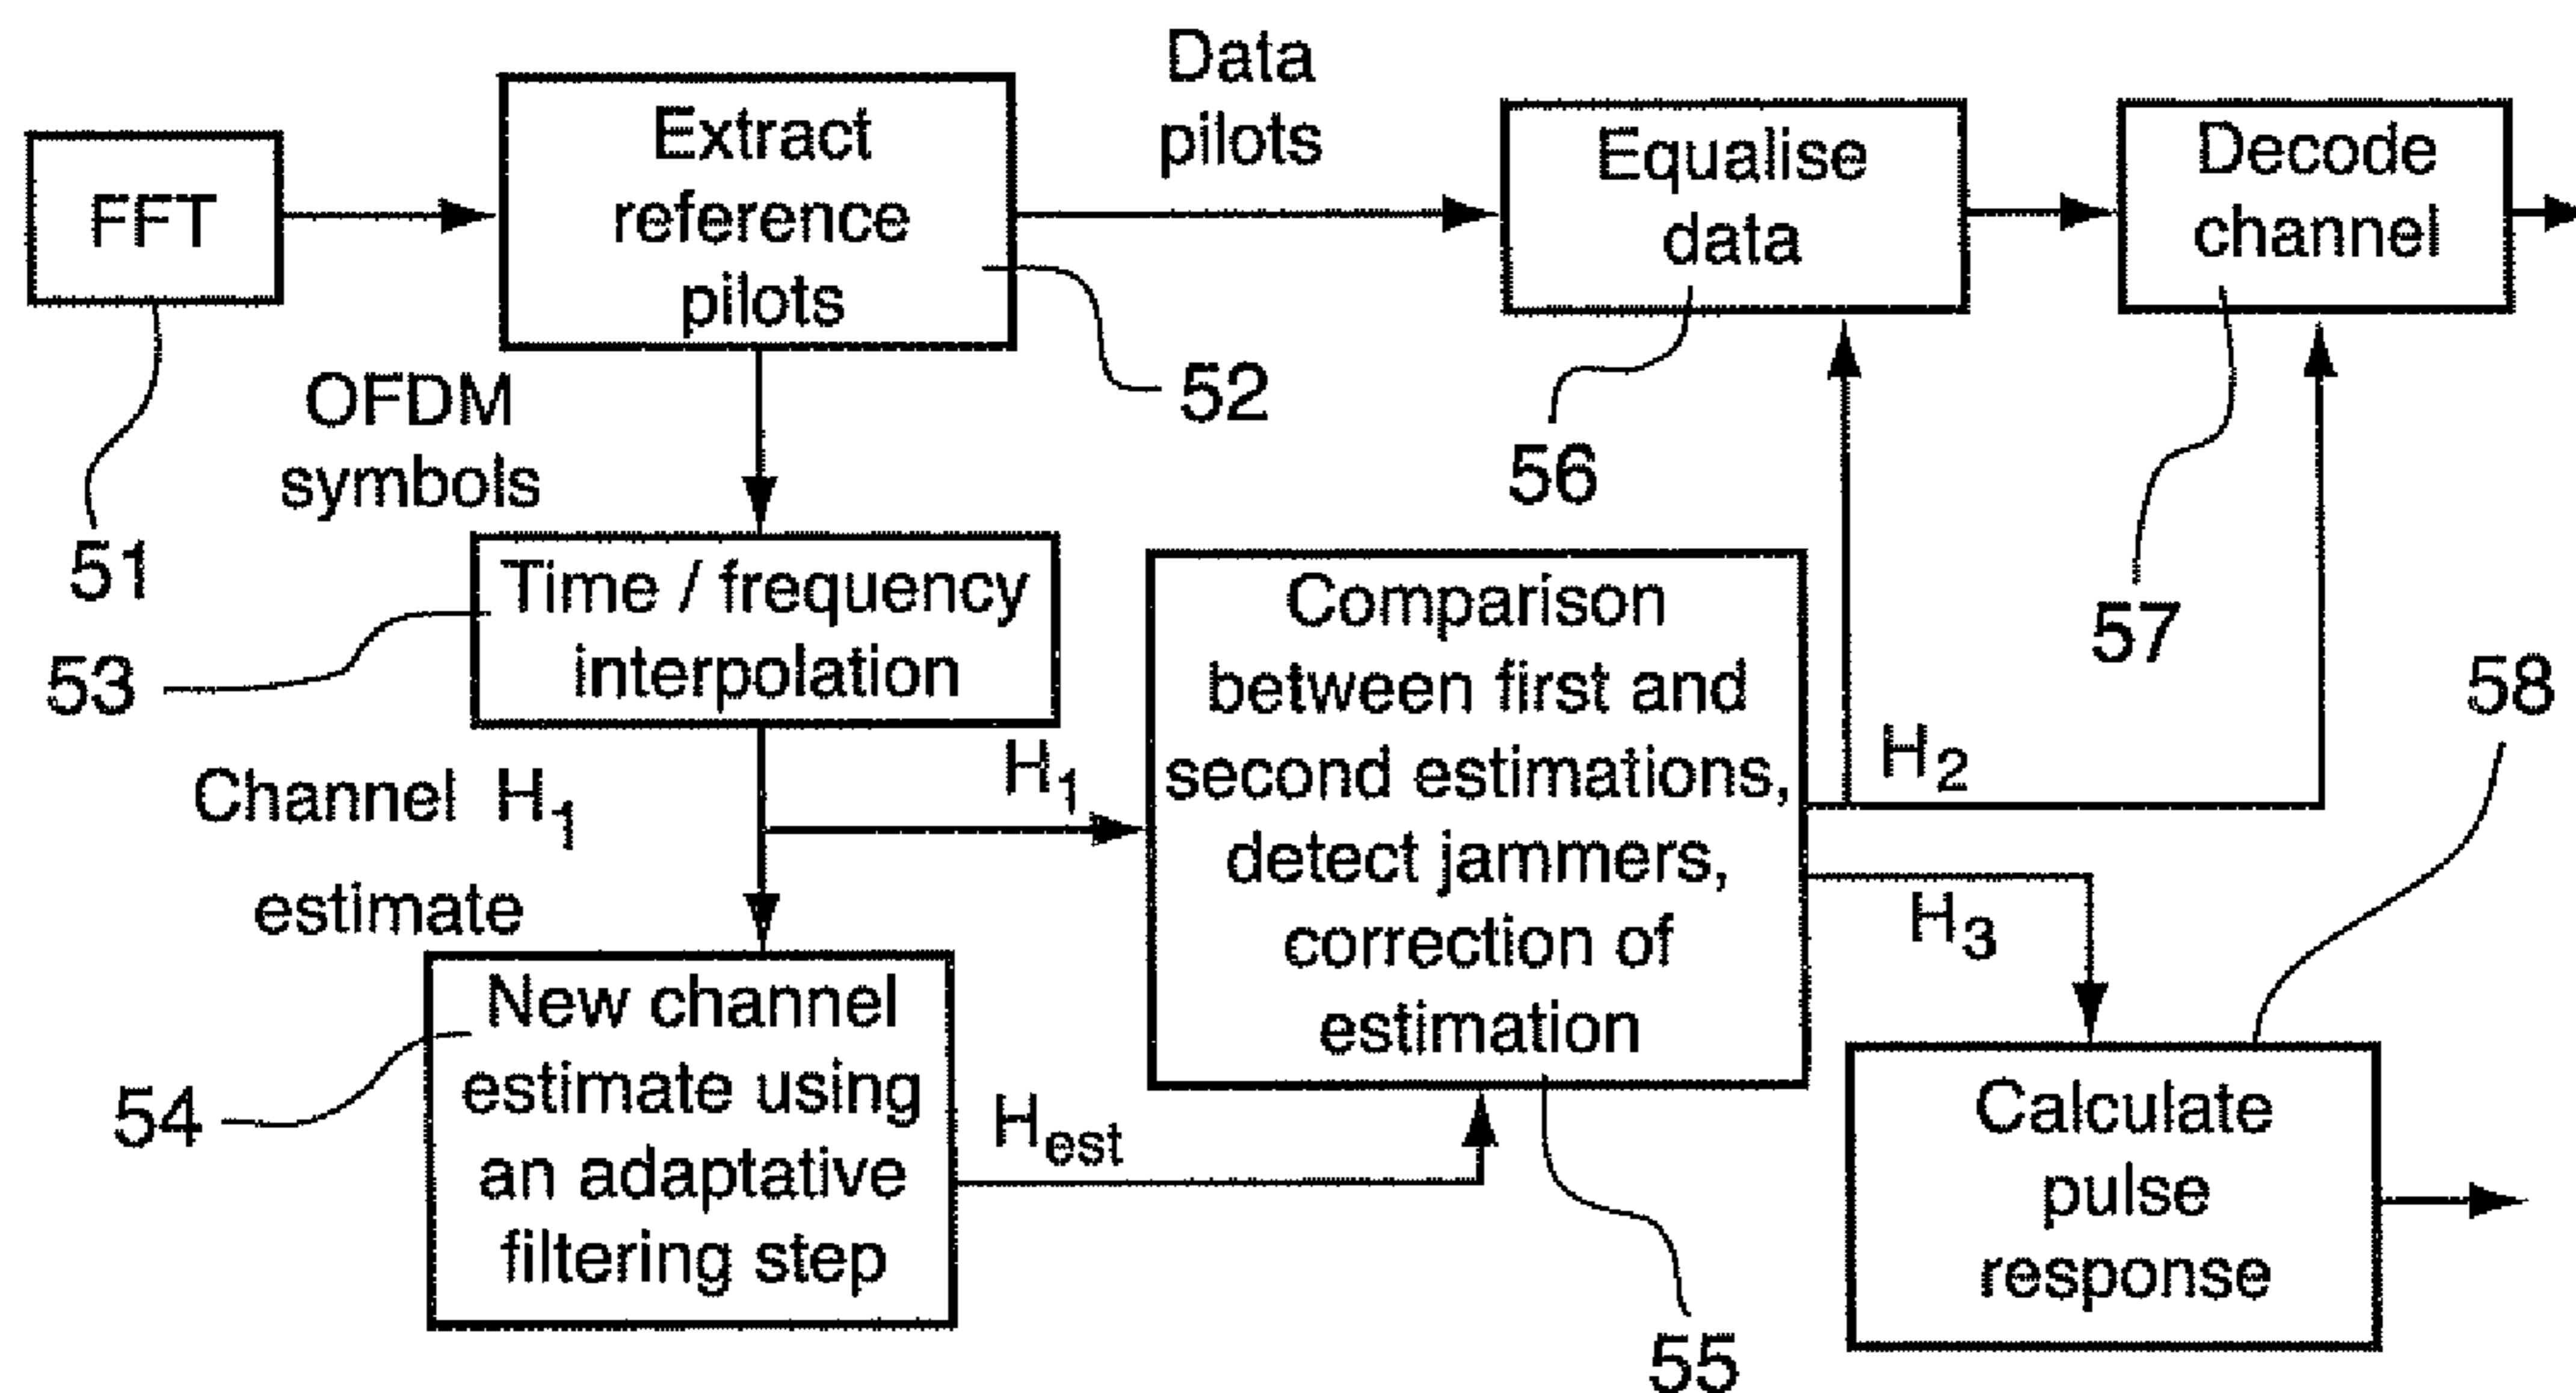 FFT
Extract
reference
pilots
Data
pilots
Equalise
data
Decode
channel
OFDM
symbols
51
52
56
57
58
Time / frequency
interpolation
53
Channel H₁
estimate
H₁
Comparison
between first and
second estimations,
detect jammers,
correction of
estimation
H₂
H₃
New channel
estimate using
an adaptative
filtering step
54
Hₑₛₜ
55
Calculate
pulse
response